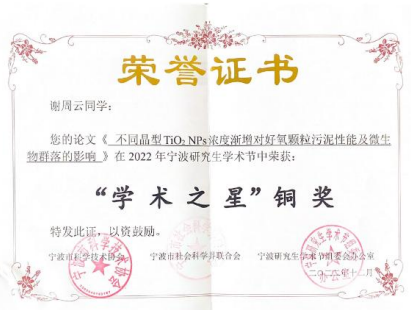 荣誉证书
谢周云同学：
您的论文《 不同晶型TiO₂ NPs浓度渐增对好氧颗粒污泥性能及微生
物群落的影响 》在2022年宁波研究生学术节中荣获：
“学术之星”铜奖
特发此证，以资鼓励。
宁波市科学技术协会 宁波市社会科学界联合会 宁波研究生学术节组委会办公室
二〇二二年十二月